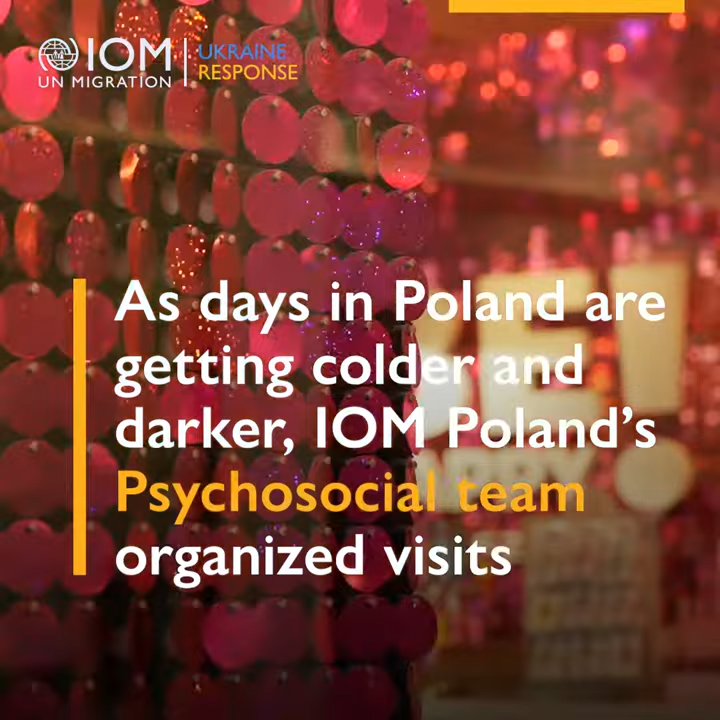 IOM
UN MIGRATION
UKRAINE
RESPONSE
As days in Poland are
getting colder and
darker, IOM Poland's
Psychosocial team
organized visits